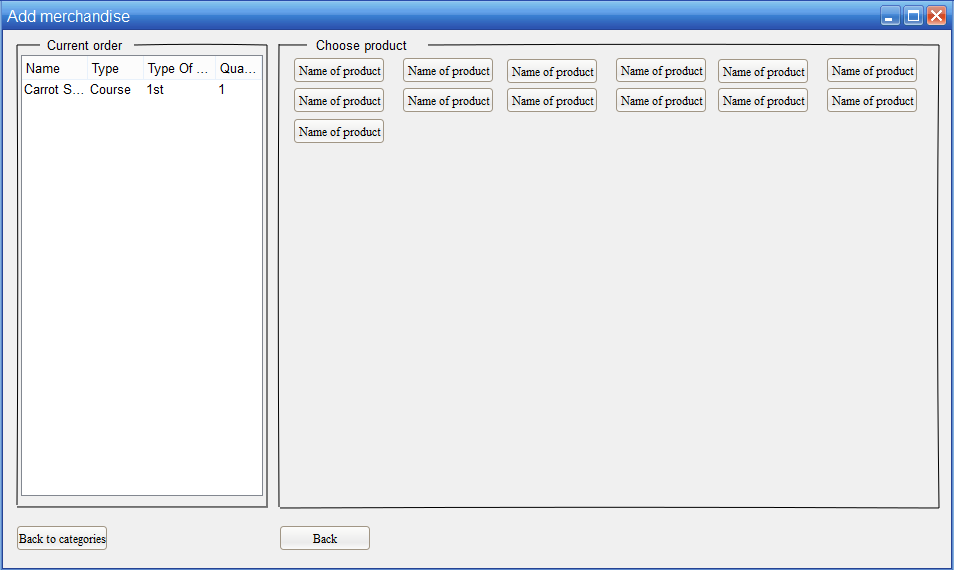 Add merchandise
Current order
Name Type Type Of ... Qua...
Carrot S... Course 1st 1
Choose product
Name of product Name of product Name of product Name of product Name of product Name of product
Name of product Name of product Name of product Name of product Name of product Name of product
Name of product
Back to categories
Back